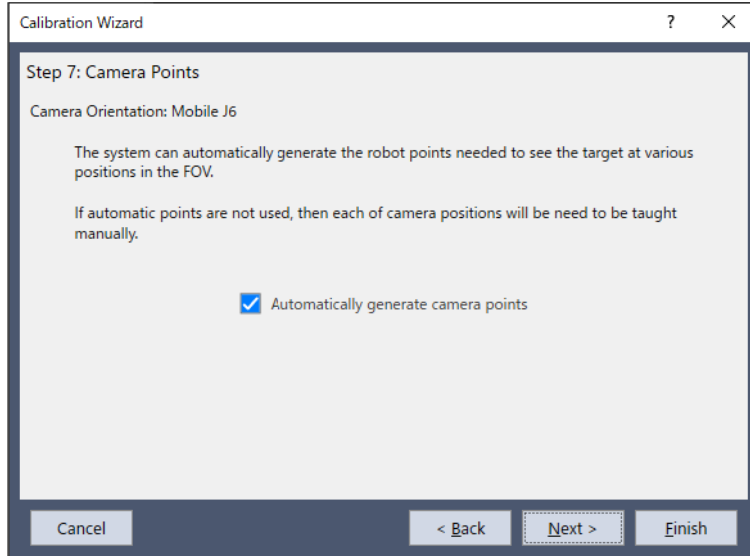 Calibration Wizard
?
Step 7: Camera Points
Camera Orientation: Mobile J6
The system can automatically generate the robot points needed to see the target at various
positions in the FOV.
If automatic points are not used, then each of camera positions will be need to be taught
manually.
Automatically generate camera points
Cancel
< Back
Next >
Finish